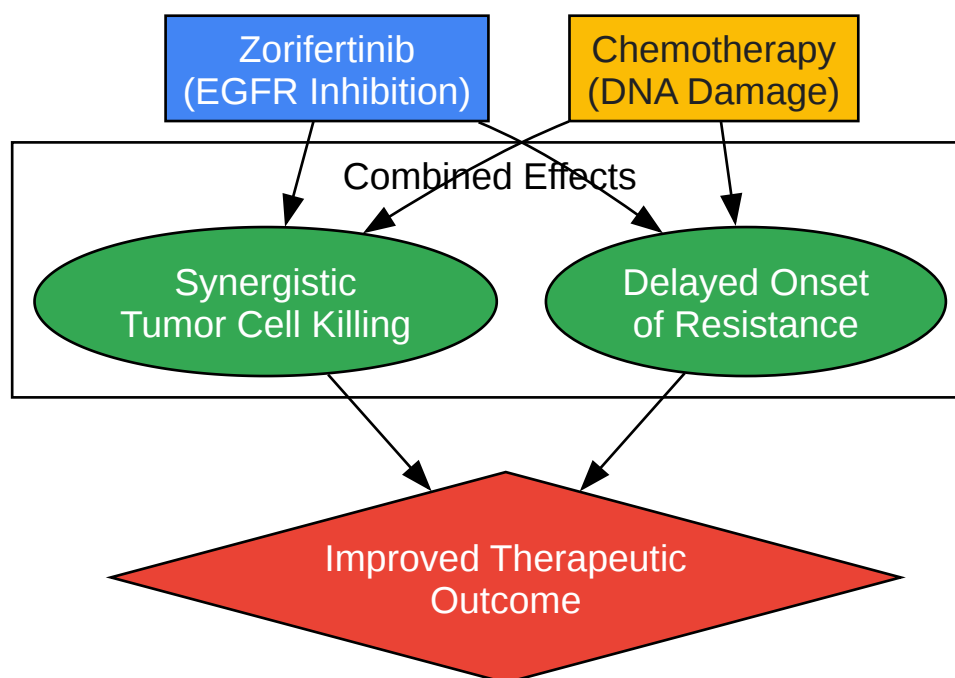 Zorifertinib
(EGFR Inhibition)
Chemotherapy
(DNA Damage)
Combined Effects
Synergistic
Tumor Cell Killing
Delayed Onset
of Resistance
Improved Therapeutic
Outcome